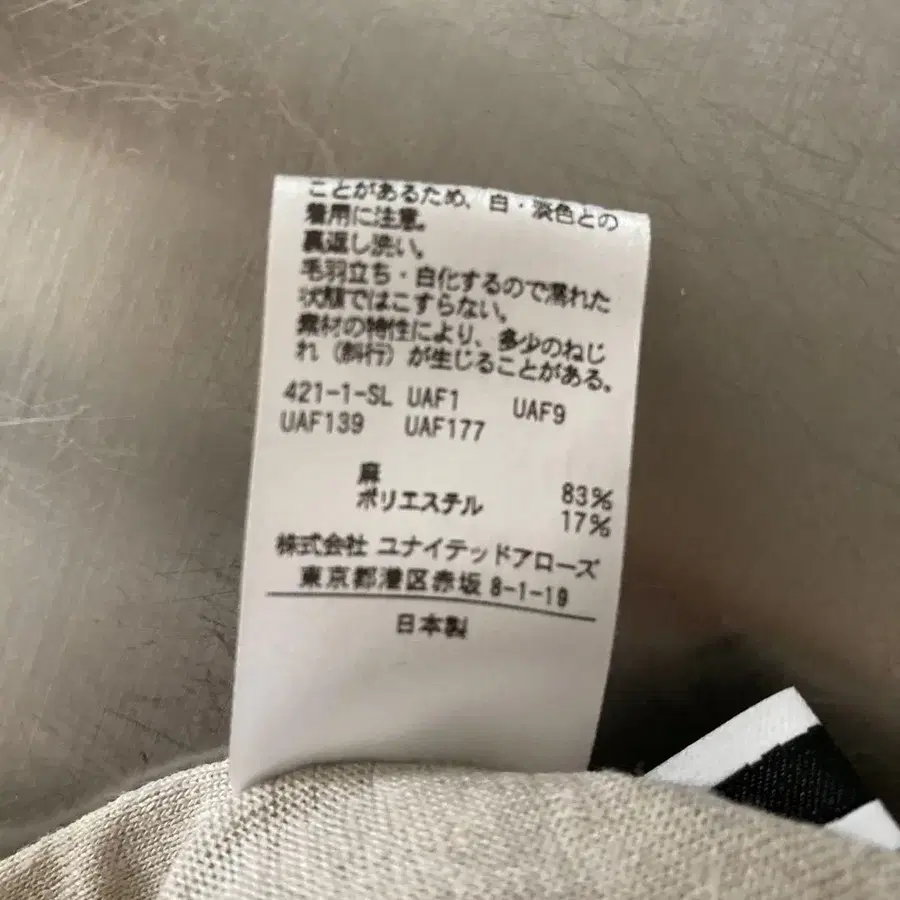 ことがあるため、白・淡色との
着用に注意。
裏返し洗い。
毛羽立ち・白化するので濡れた
状態ではこすらない。
素材の特性により、多少のねじ
れ（斜行）が生じることがある。
421-1-SL UAF1 UAF9
UAF139 UAF177
麻 83%
ポリエステル 17%
株式会社 ユナイテッドアローズ
東京都港区赤坂 8-1-19
日本製